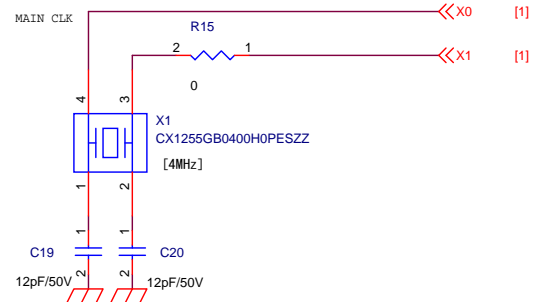 X0 [1]
MAIN CLK
R15
2 1
X1 [1]
0
4 3
X1
CX1255GB0400H0PESZZ
[4MHz]
1 2
1 1
C19 C20
2 2
12pF/50V 12pF/50V